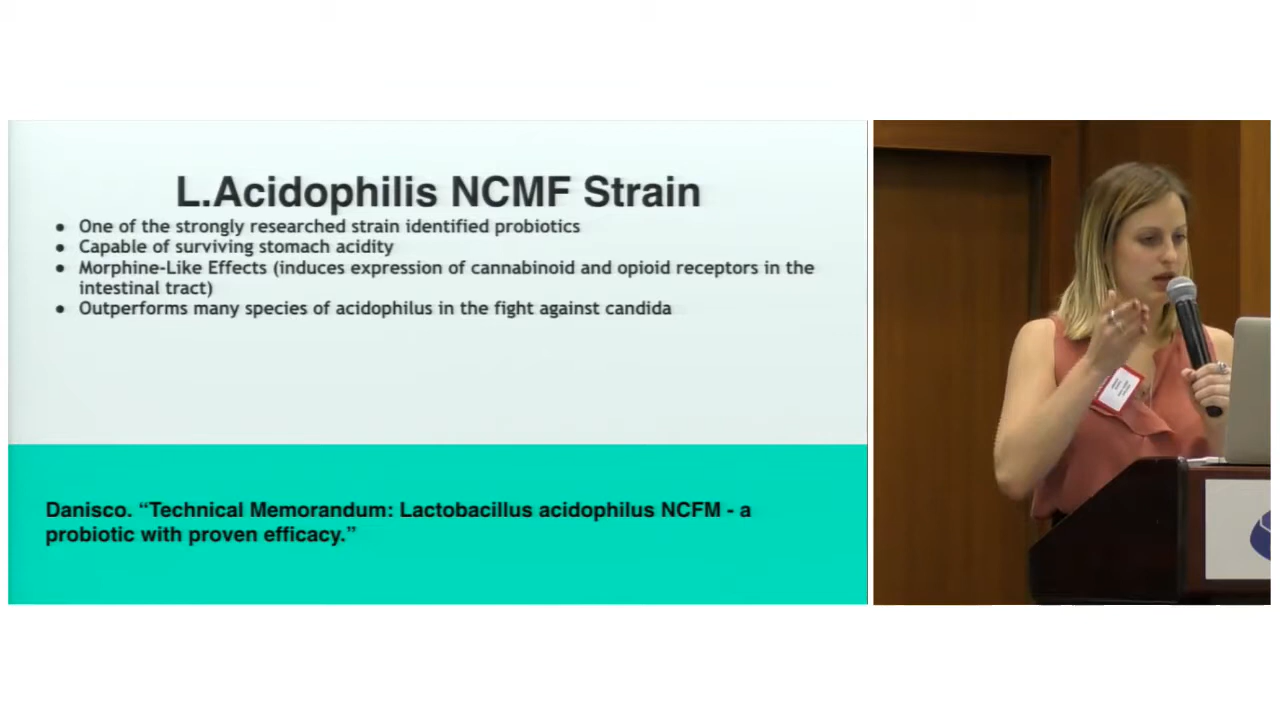 L.Acidophilis NCMF Strain
● One of the strongly researched strain identified probiotics
● Capable of surviving stomach acidity
● Morphine-Like Effects (induces expression of cannabinoid and opioid receptors in the
intestinal tract)
● Outperforms many species of acidophilus in the fight against candida
Danisco. “Technical Memorandum: Lactobacillus acidophilus NCFM - a
probiotic with proven efficacy.”